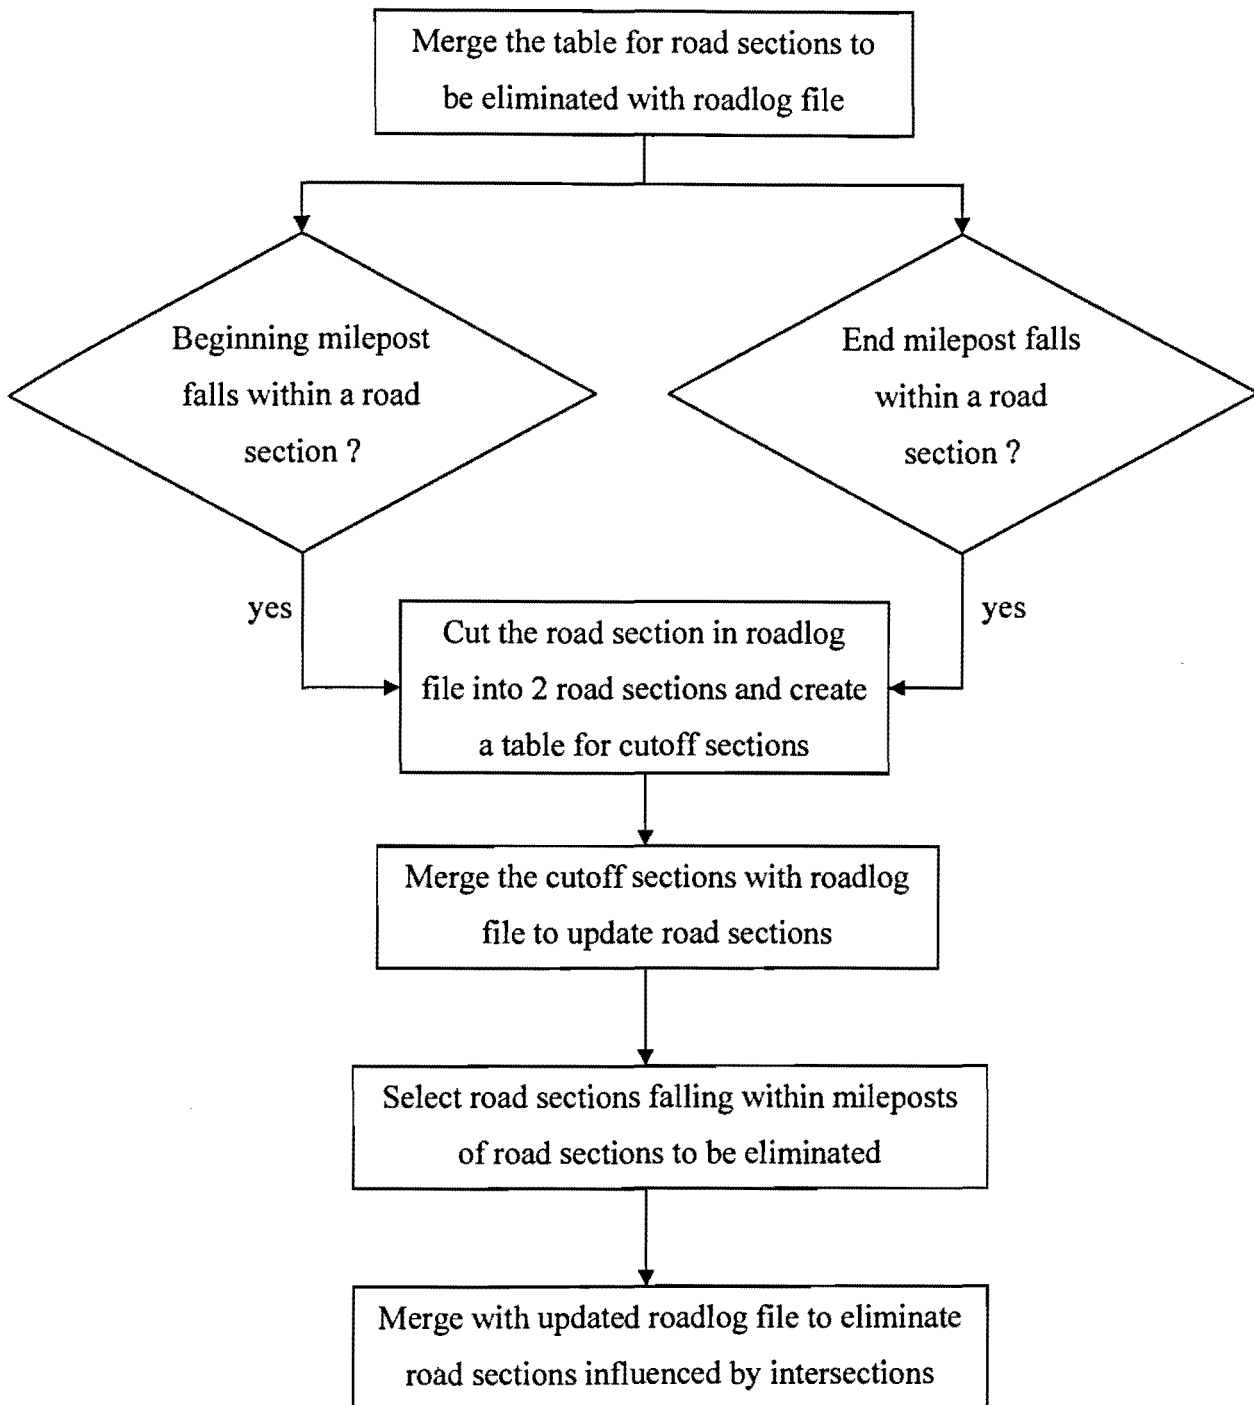 Merge the table for road sections to
be eliminated with roadlog file
Beginning milepost
falls within a road
section ?
End milepost falls
within a road
section ?
yes
yes
Cut the road section in roadlog
file into 2 road sections and create
a table for cutoff sections
Merge the cutoff sections with roadlog
file to update road sections
Select road sections falling within mileposts
of road sections to be eliminated
Merge with updated roadlog file to eliminate
road sections influenced by intersections